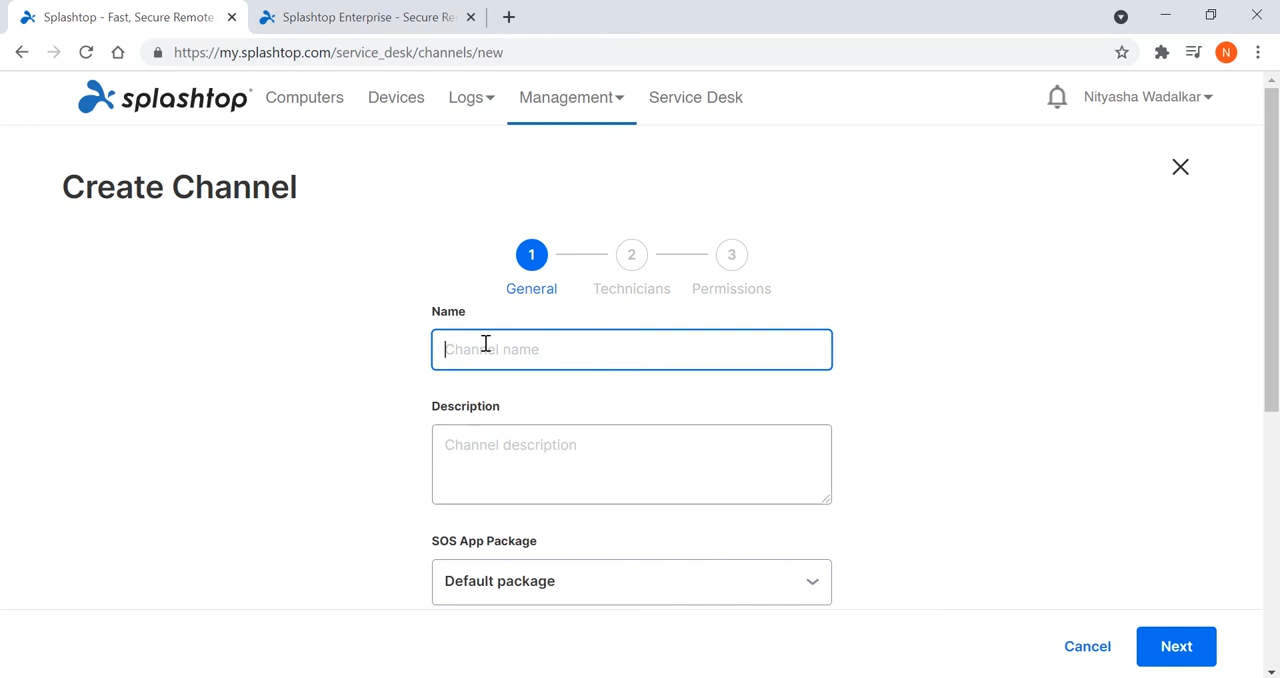 Splashtop - Fast, Secure Remote
Splashtop Enterprise - Secure Re
https://my.splashtop.com/service_desk/channels/new
N
splashtop Computers Devices Logs Management Service Desk Nityasha Wadalkar
Create Channel
1 2 3
General Technicians Permissions
Name
Channel name
Description
Channel description
SOS App Package
Default package
Cancel Next